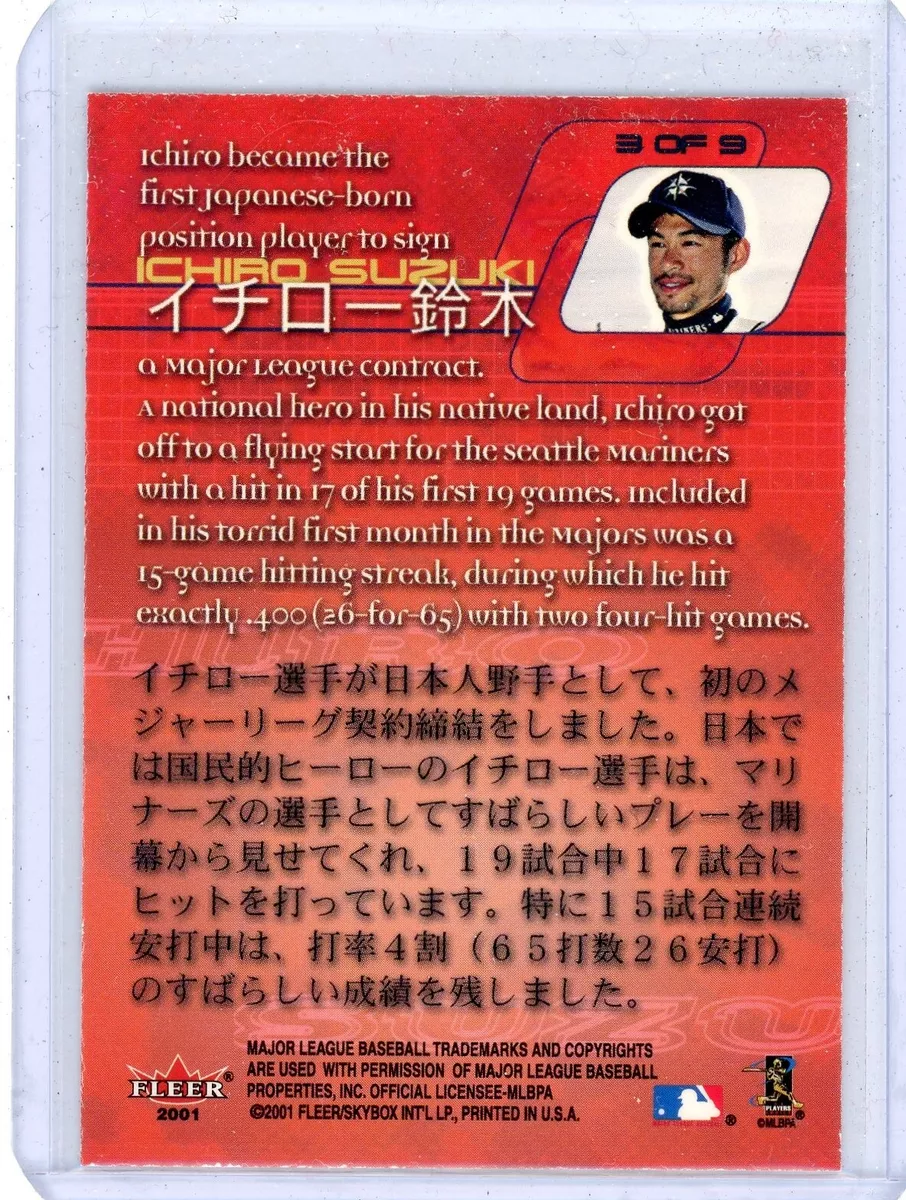 3 OF 9
Ichiro became the
first Japanese-born
position player to sign
ICHIRO SUZUKI
イチロー鈴木
a Major League contract.
A national hero in his native land, Ichiro got
off to a flying start for the Seattle Mariners
with a hit in 17 of his first 19 games. Included
in his torrid first month in the Majors was a
15-game hitting streak, during which he hit
exactly .400 (26-for-65) with two four-hit games.
イチロー選手が日本人野手として、初のメ
ジャーリーグ契約締結をしました。日本で
は国民的ヒーローのイチロー選手は、マリ
ナーズの選手としてすばらしいプレーを開
幕から見せてくれ、19試合中17試合に
ヒットを打っています。特に15試合連続
安打中は、打率4割(65打数26安打)
のすばらしい成績を残しました。
FLEER®
2001
MAJOR LEAGUE BASEBALL TRADEMARKS AND COPYRIGHTS
ARE USED WITH PERMISSION OF MAJOR LEAGUE BASEBALL
PROPERTIES, INC. OFFICIAL LICENSEE-MLBPA
©2001 FLEER/SKYBOX INT'L LP., PRINTED IN U.S.A.
®
PLAYERS
®
©MLBPA